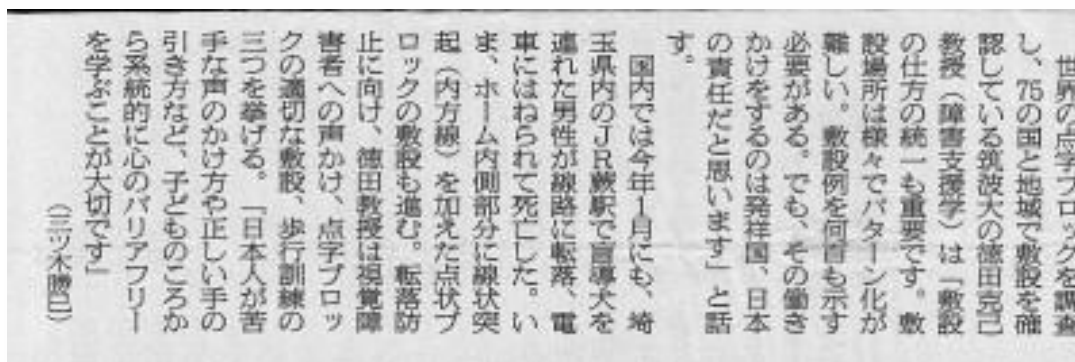 世界の点字ブロックを調査
し、75の国と地域で敷設を確
認している筑波大の徳田克己
教授（障害支援学）は「敷設
の仕方の統一も重要です。敷
設場所は様々でパターン化が
難しい。敷設例を何百も示す
必要がある。でも、その働き
かけをするのは発祥国、日本
の責任だと思います」と話
す。
国内では今年1月にも、埼
玉県内のJR蕨駅で盲導犬を
連れた男性が線路に転落、電
車にはねられて死亡した。い
ま、ホーム内側部分に線状突
起（内方線）を加えた点状ブ
ロックの敷設も進む。転落防
止に向け、徳田教授は視覚障
害者への声かけ、点字ブロッ
クの適切な敷設、歩行訓練の
三つを挙げる。「日本人が苦
手な声のかけ方や正しい手の
引き方など、子どものころか
ら系統的に心のバリアフリー
を学ぶことが大切です」
（三ツ木勝巳）